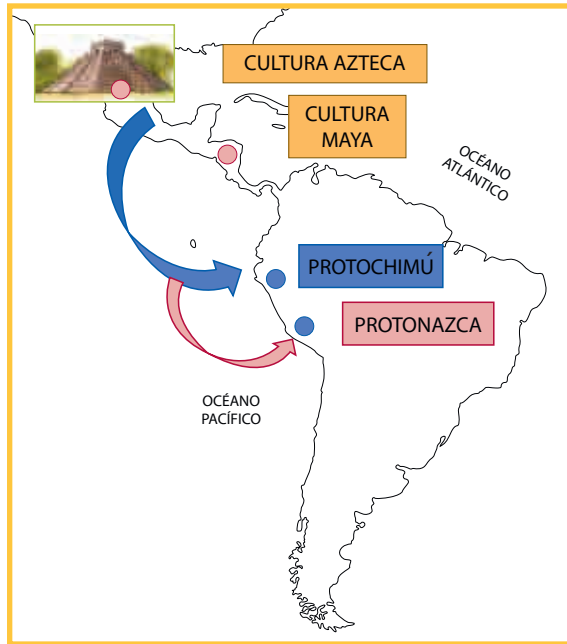 CULTURA AZTECA
CULTURA
MAYA
OCÉANO
ATLÁNTICO
PROTOCHIMÚ
PROTONAZCA
OCÉANO
PACÍFICO